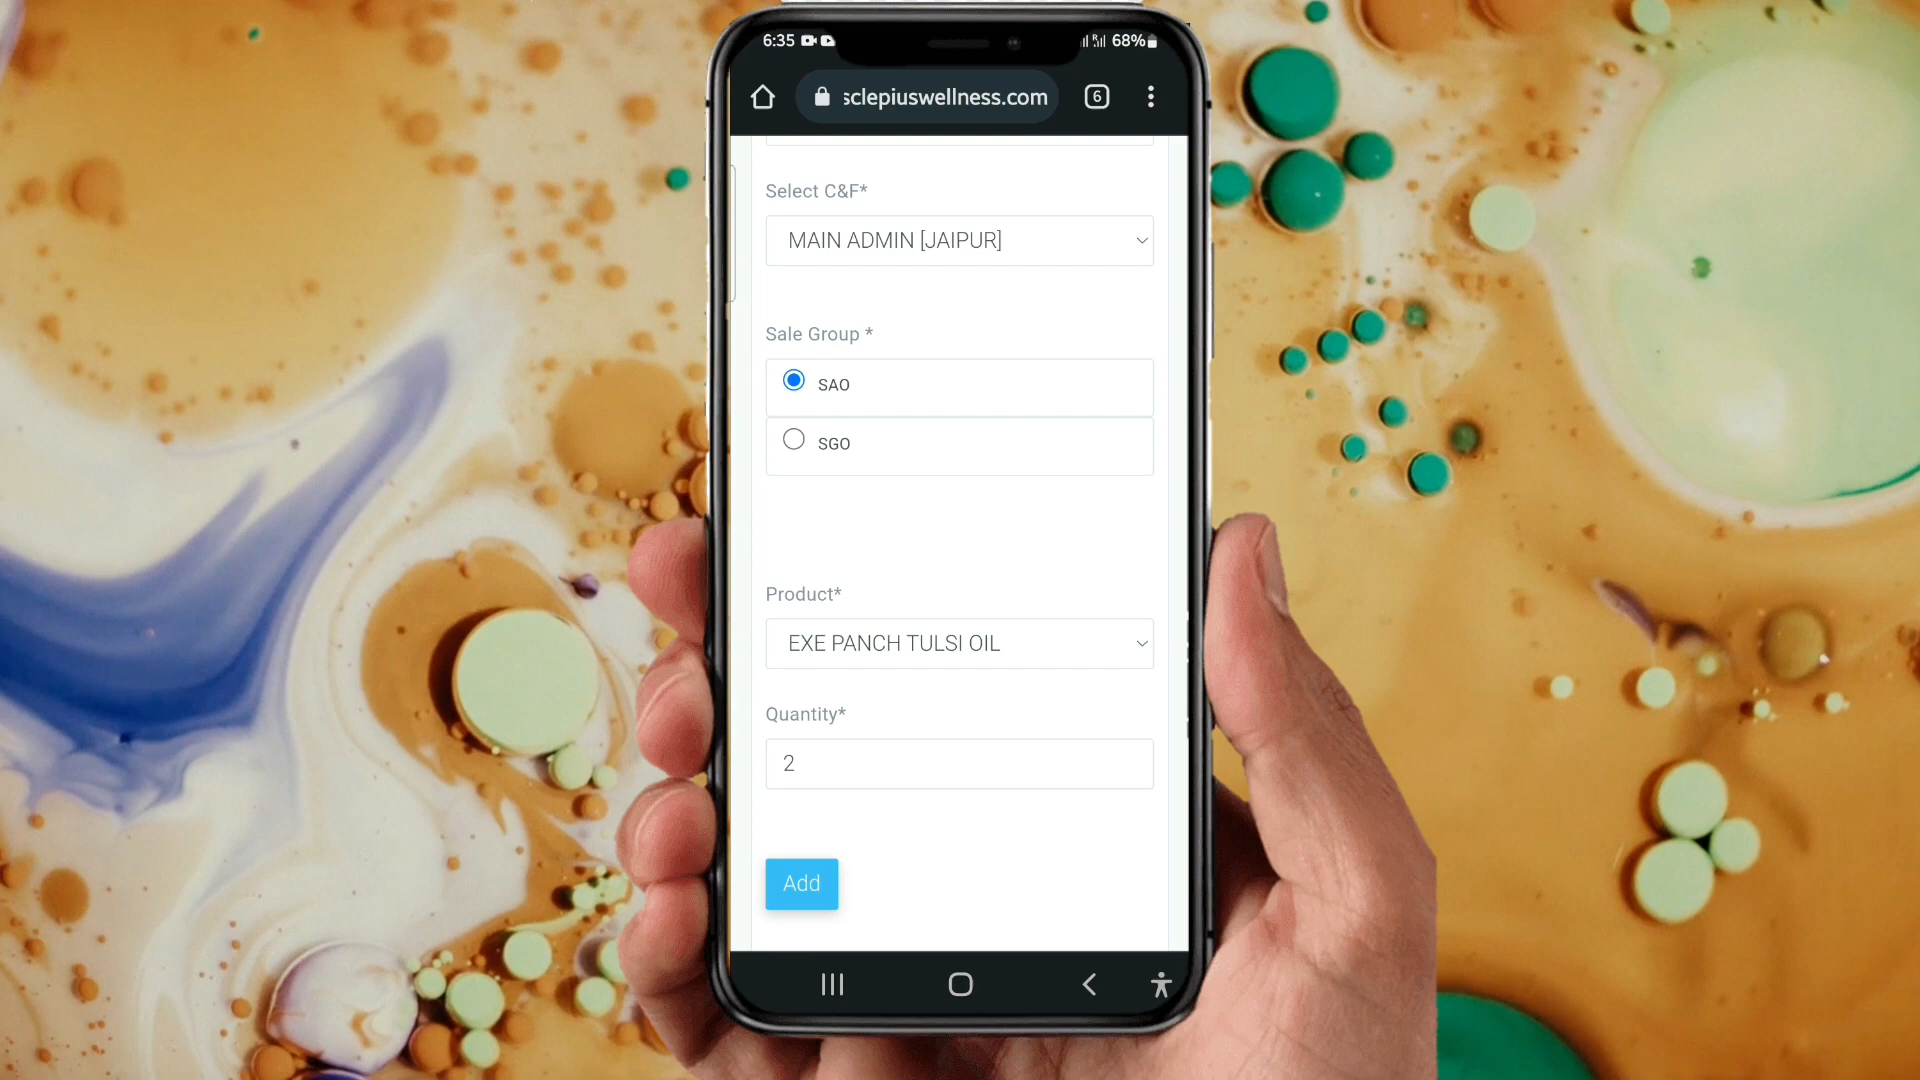 6:35 68%
sclepiuswellness.com 6
Select C&F*
MAIN ADMIN [JAIPUR]
Sale Group *
SAO
SGO
Product*
EXE PANCH TULSI OIL
Quantity*
2
Add